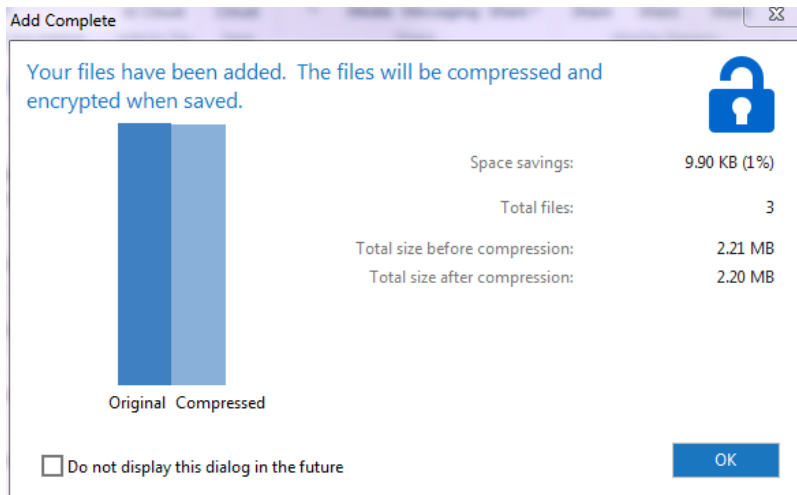 Add Complete
Your files have been added. The files will be compressed and
encrypted when saved.
Space savings: 9.90 KB (1%)
Total files: 3
Total size before compression: 2.21 MB
Total size after compression: 2.20 MB
Original Compressed
Do not display this dialog in the future
OK